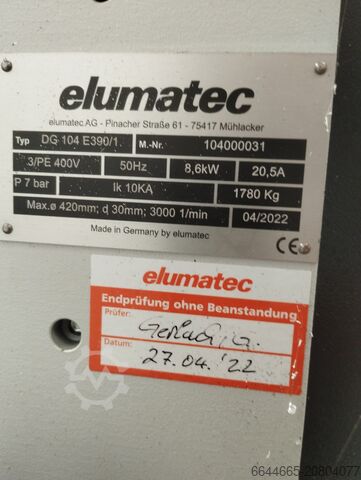 elumatec
elumatec AG - Pinacher Straße 61 - 75417 Mühlacker
Typ DG 104 E390/1. M.-Nr. 104000031
3/PE 400V 50Hz 8,6kW 20,5A
P 7 bar Ik 10KA 1780 Kg
Max.ø 420mm; d 30mm; 3000 1/min 04/2022
Made in Germany by elumatec CE
elumatec
Endprüfung ohne Beanstandung
Prüfer:
Gerlach, G.
Datum:
27.04.'22
6644665-20804077